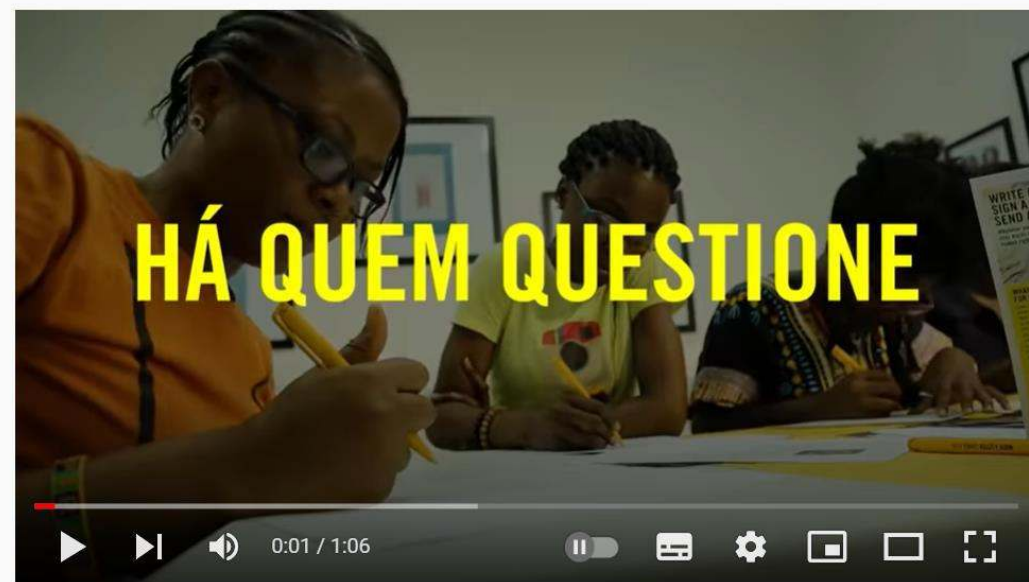 HÁ QUEM QUESTIONE
WRITE
SIGN A
SEND
0:01 / 1:06